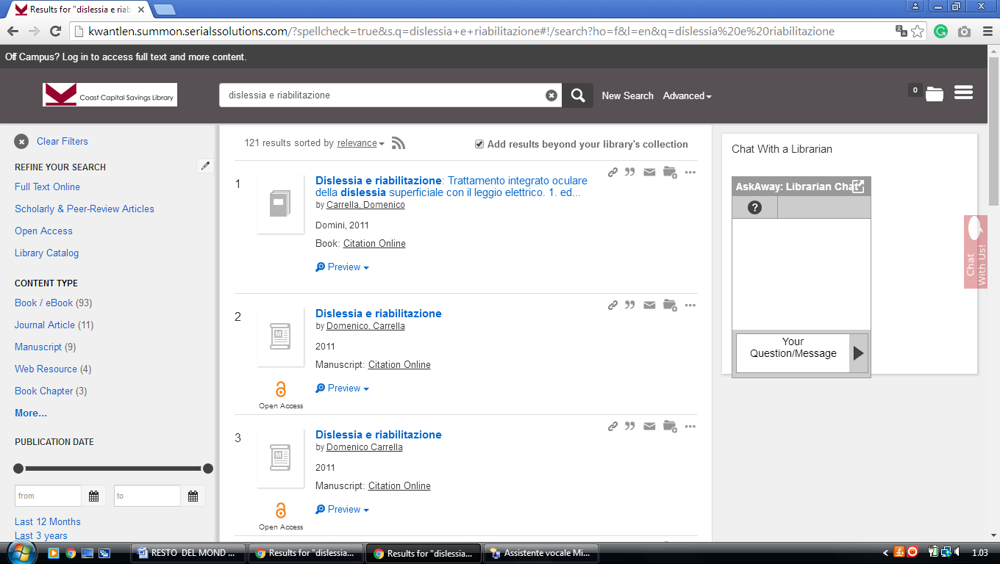 Results for "dislessia e riab
kwantlen.summon.serialssolutions.com/?spellcheck=true&s.q=dislessia+e+riabilitazione#!/search?ho=f&l=en&q=dislessia%20e%20riabilitazione
Off Campus? Log in to access full text and more content.
Coast Capital Savings Library
dislessia e riabilitazione
New Search
Advanced
0
Clear Filters
REFINE YOUR SEARCH
Full Text Online
Scholarly & Peer-Review Articles
Open Access
Library Catalog
CONTENT TYPE
Book / eBook (93)
Journal Article (11)
Manuscript (9)
Web Resource (4)
Book Chapter (3)
More...
PUBLICATION DATE
from
to
Last 12 Months
Last 3 years
121 results sorted by relevance
Add results beyond your library's collection
1
Dislessia e riabilitazione: Trattamento integrato oculare
della dislessia superficiale con il leggio elettrico. 1. ed...
by Carrella, Domenico
Domini, 2011
Book: Citation Online
Preview
2
Dislessia e riabilitazione
by Domenico. Carrella
2011
Manuscript: Citation Online
Preview
Open Access
3
Dislessia e riabilitazione
by Domenico Carrella
2011
Manuscript: Citation Online
Preview
Open Access
Chat With a Librarian
AskAway: Librarian Chat
?
Your
Question/Message
Chat
With Us!
RESTO DEL MOND ...
Results for "dislessia...
Results for "dislessia...
Assistente vocale Mi...
1.03